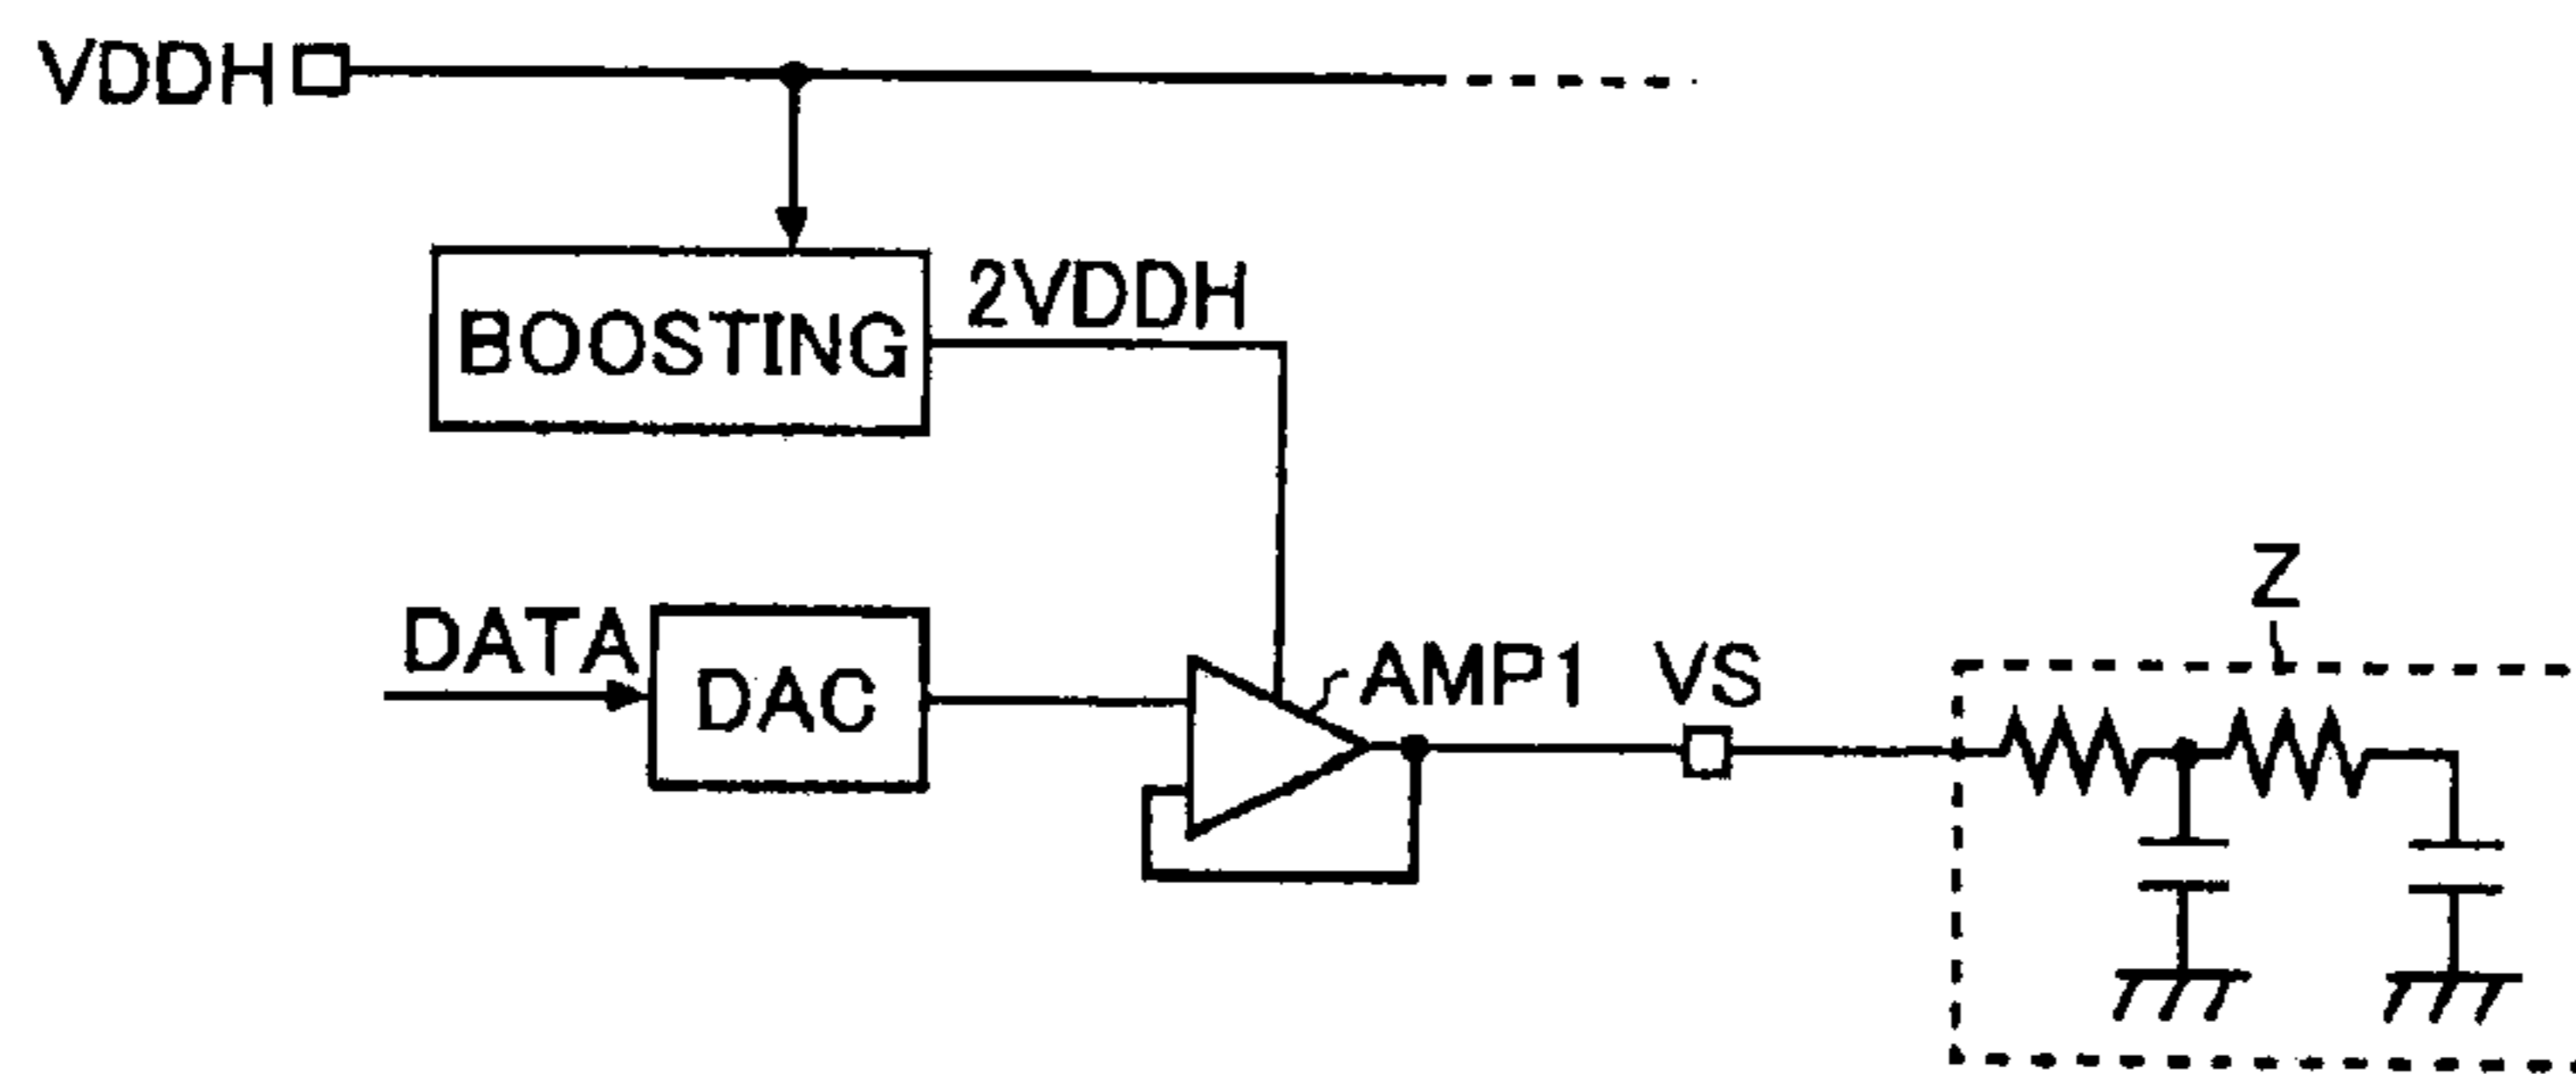 VDDH
BOOSTING
2VDDH
DATA
DAC
AMP1
VS
Z